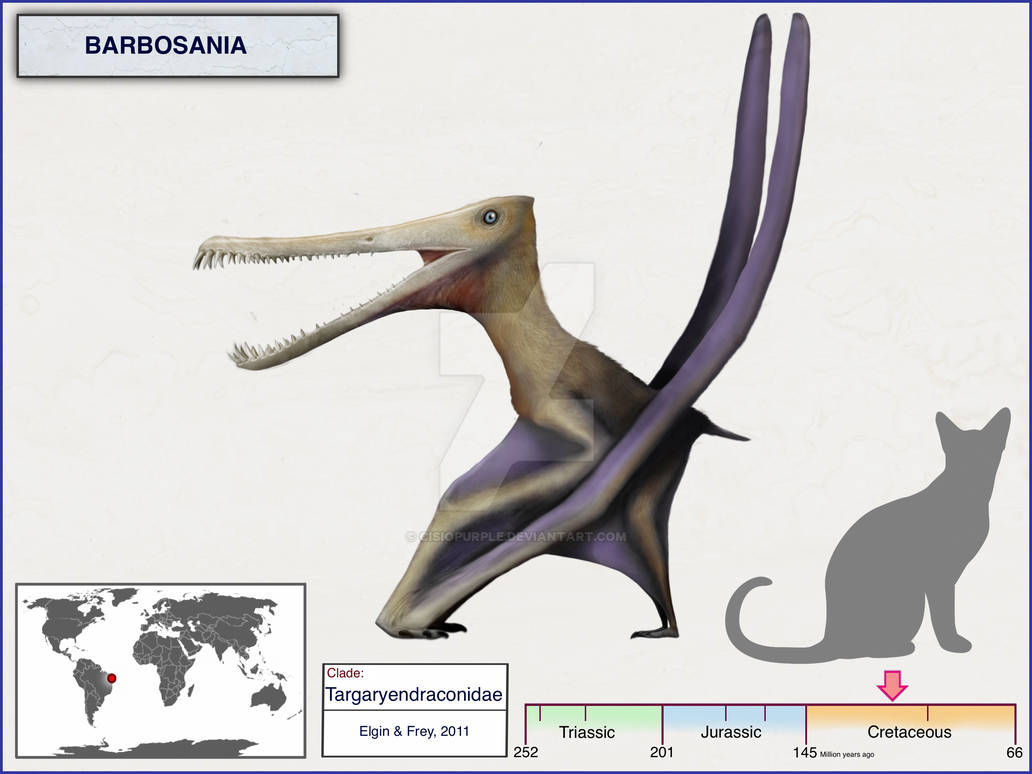 BARBOSANIA
© CISIOPURPLE.DEVIANTART.COM
Clade:
Targaryendraconidae
Elgin & Frey, 2011
Triassic
Jurassic
Cretaceous
252
201
145 Million years ago
66